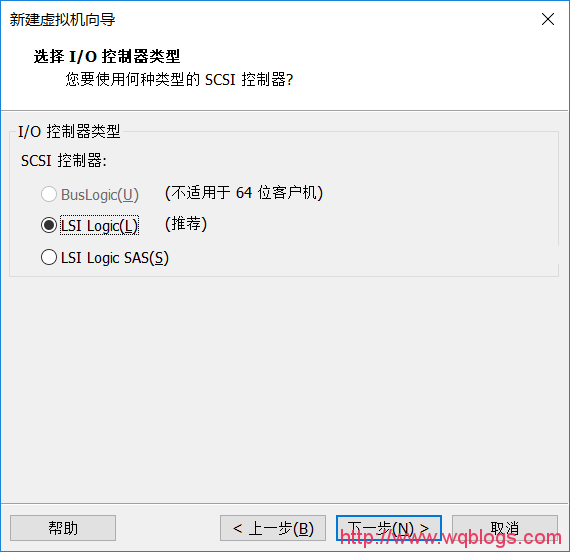 新建虚拟机向导
选择 I/O 控制器类型
您要使用何种类型的 SCSI 控制器?
I/O 控制器类型
SCSI 控制器:
BusLogic(U) (不适用于 64 位客户机)
LSI Logic(L) (推荐)
LSI Logic SAS(S)
帮助 < 上一步(B) 下一步(N) > 取消
http://www.wqblogs.com